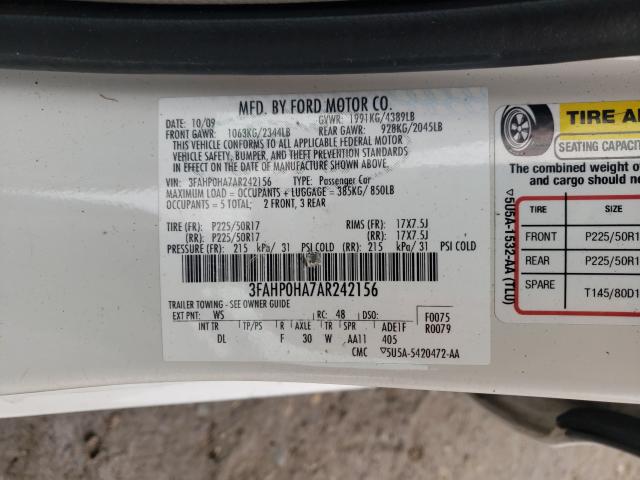 MFD. BY FORD MOTOR CO.
DATE: 10/09 GVWR: 1991KG/4389LB
FRONT GAWR: 1063KG/2344LB REAR GAWR: 928KG/2045LB
THIS VEHICLE CONFORMS TO ALL APPLICABLE FEDERAL MOTOR
VEHICLE SAFETY, BUMPER, AND THEFT PREVENTION STANDARDS
IN EFFECT ON THE DATE OF MANUFACTURE SHOWN ABOVE.
VIN: 3FAHP0HA7AR242156 TYPE: Passenger Car
MAXIMUM LOAD = OCCUPANTS + LUGGAGE = 385KG/850LB
OCCUPANTS = 5 TOTAL: 2 FRONT, 3 REAR
TIRE (FR): P225/50R17 RIMS (FR): 17X7.5J
(RR): P225/50R17 (RR): 17X7.5J
PRESSURE (FR): 215 kPa/ 31 PSI COLD (RR): 215 kPa/ 31 PSI COLD
3FAHP0HA7AR242156
TRAILER TOWING - SEE OWNER GUIDE
EXT PNT: WS RC: 48 DSO: F0075
INT TR TP/PS R AXLE TR SPR ADE1F R0079
DL F 30 W AA11 405
CMC 5U5A-5420472-AA
5U5A-1532-AA (TLU)
TIRE A
SEATING CAPACIT
The combined weight o
and cargo should ne
TIRE SIZE
FRONT P225/50R1
REAR P225/50R1
SPARE T145/80D1